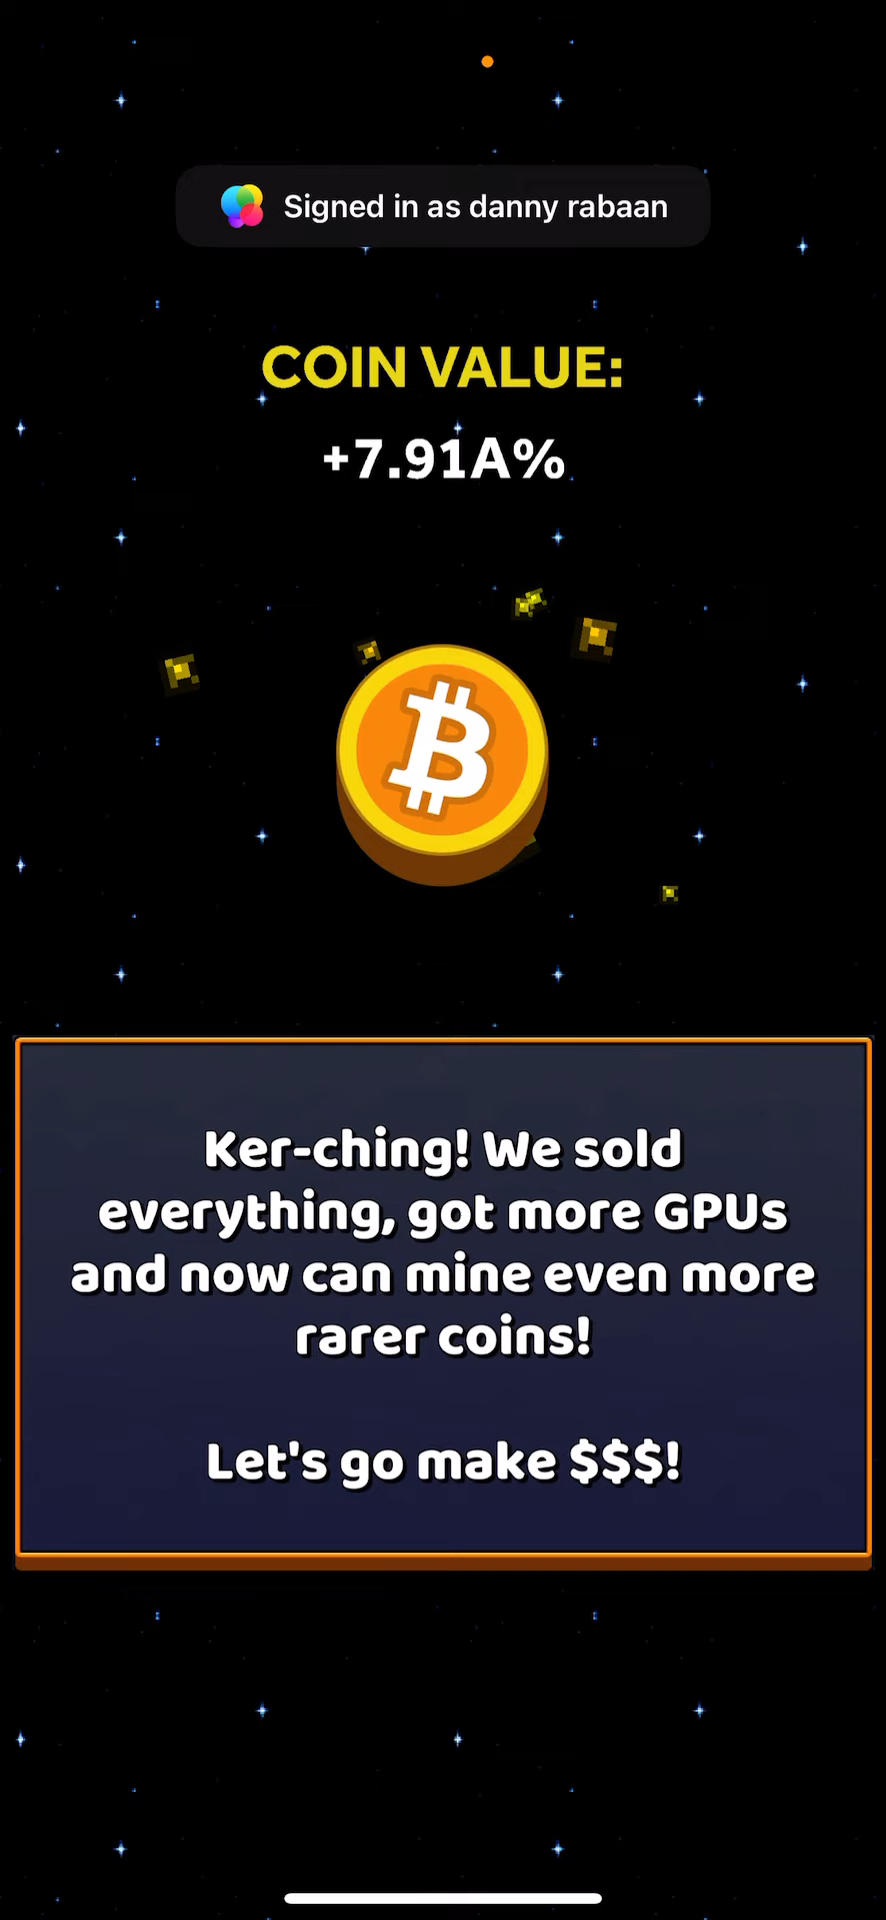 Signed in as danny rabaan
COIN VALUE:
+7.91A%
Ker-ching! We sold
everything, got more GPUs
and now can mine even more
rarer coins!
Let's go make $$$!